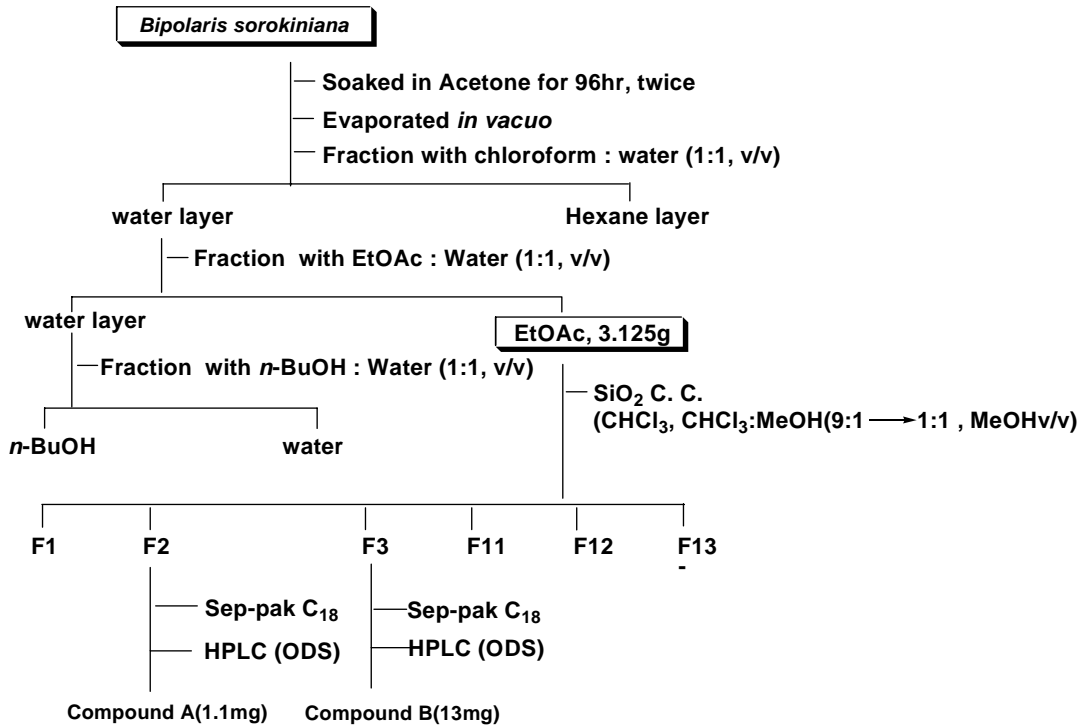 Bipolaris sorokiniana
Soaked in Acetone for 96hr, twice
Evaporated in vacuo
Fraction with chloroform : water (1:1, v/v)
water layer
Hexane layer
Fraction with EtOAc : Water (1:1, v/v)
water layer
EtOAc, 3.125g
Fraction with n-BuOH : Water (1:1, v/v)
SiO₂ C. C.
(CHCl₃, CHCl₃:MeOH(9:1 → 1:1 , MeOHv/v)
n-BuOH
water
F1
F2
F3
F11
F12
F13
-
Sep-pak C₁₈
HPLC (ODS)
Sep-pak C₁₈
HPLC (ODS)
Compound A(1.1mg)
Compound B(13mg)